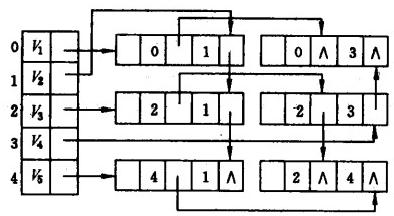 0 V₁ 0 1 0 ∧ 3 ∧
1 V₂
2 V₃ 2 1 2 3
3 V₄
4 V₅ 4 1 ∧ 2 ∧ 4 ∧